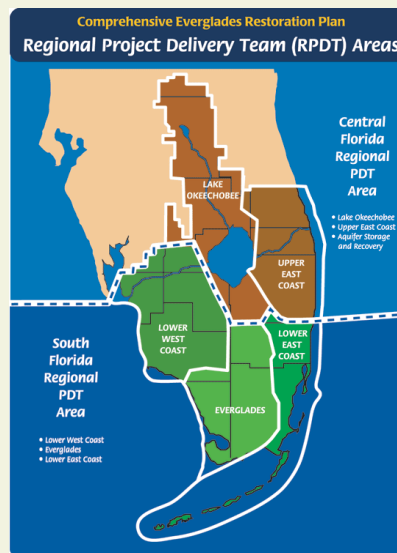 Comprehensive Everglades Restoration Plan
Regional Project Delivery Team (RPDT) Areas
Central
Florida
Regional
PDT
Area
• Lake Okeechobee
• Upper East Coast
• Aquifer Storage
and Recovery
LAKE
OKEECHOBEE
UPPER
EAST
COAST
LOWER
WEST
COAST
LOWER
EAST
COAST
EVERGLADES
South
Florida
Regional
PDT
Area
• Lower West Coast
• Everglades
• Lower East Coast